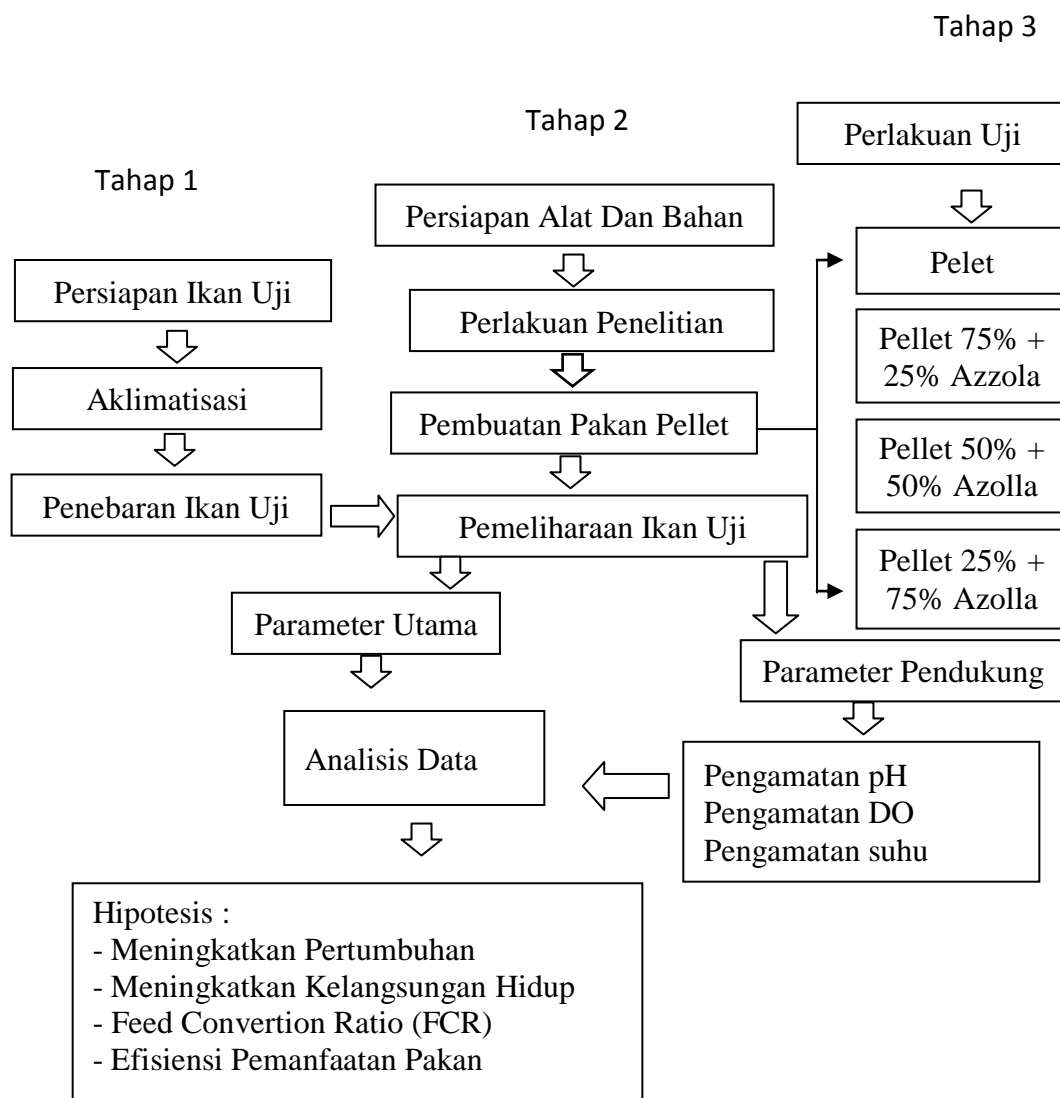 Tahap 3
Tahap 2
Tahap 1
Perlakuan Uji
Persiapan Alat Dan Bahan
Pelet
Persiapan Ikan Uji
Perlakuan Penelitian
Pellet 75% +
25% Azzola
Aklimatisasi
Pembuatan Pakan Pellet
Pellet 50% +
50% Azolla
Penebaran Ikan Uji
Pemeliharaan Ikan Uji
Pellet 25% +
75% Azolla
Parameter Utama
Parameter Pendukung
Analisis Data
Pengamatan pH
Pengamatan DO
Pengamatan suhu
Hipotesis :
- Meningkatkan Pertumbuhan
- Meningkatkan Kelangsungan Hidup
- Feed Convertion Ratio (FCR)
- Efisiensi Pemanfaatan Pakan